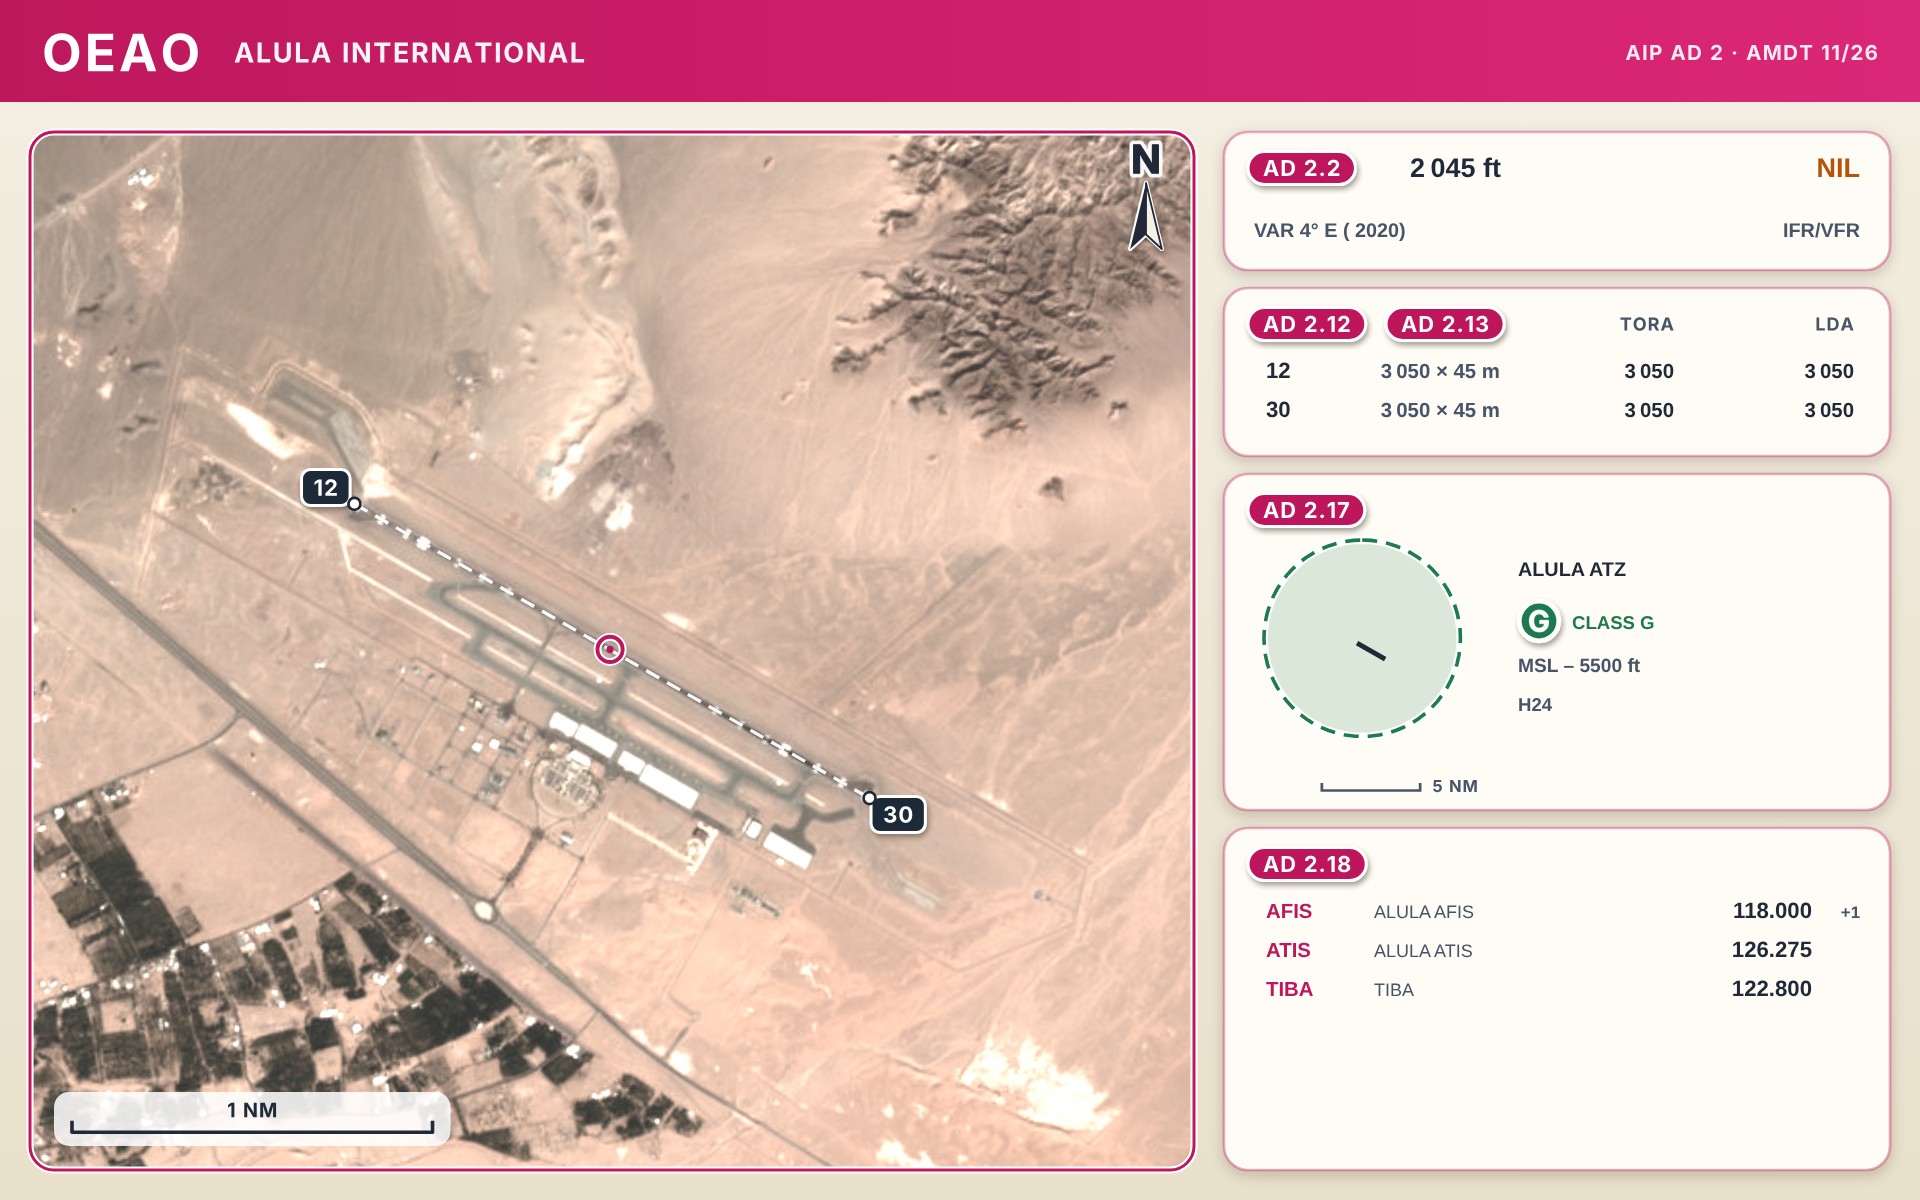 OEAO ALULA INTERNATIONAL AIP AD 2 · AMDT 11/26
N
12
30
1 NM
AD 2.2 2 045 ft NIL
VAR 4° E ( 2020) IFR/VFR
AD 2.12 AD 2.13 TORA LDA
12 3 050 × 45 m 3 050 3 050
30 3 050 × 45 m 3 050 3 050
AD 2.17
ALULA ATZ
G CLASS G
MSL – 5500 ft
H24
5 NM
AD 2.18
AFIS ALULA AFIS 118.000 +1
ATIS ALULA ATIS 126.275
TIBA TIBA 122.800